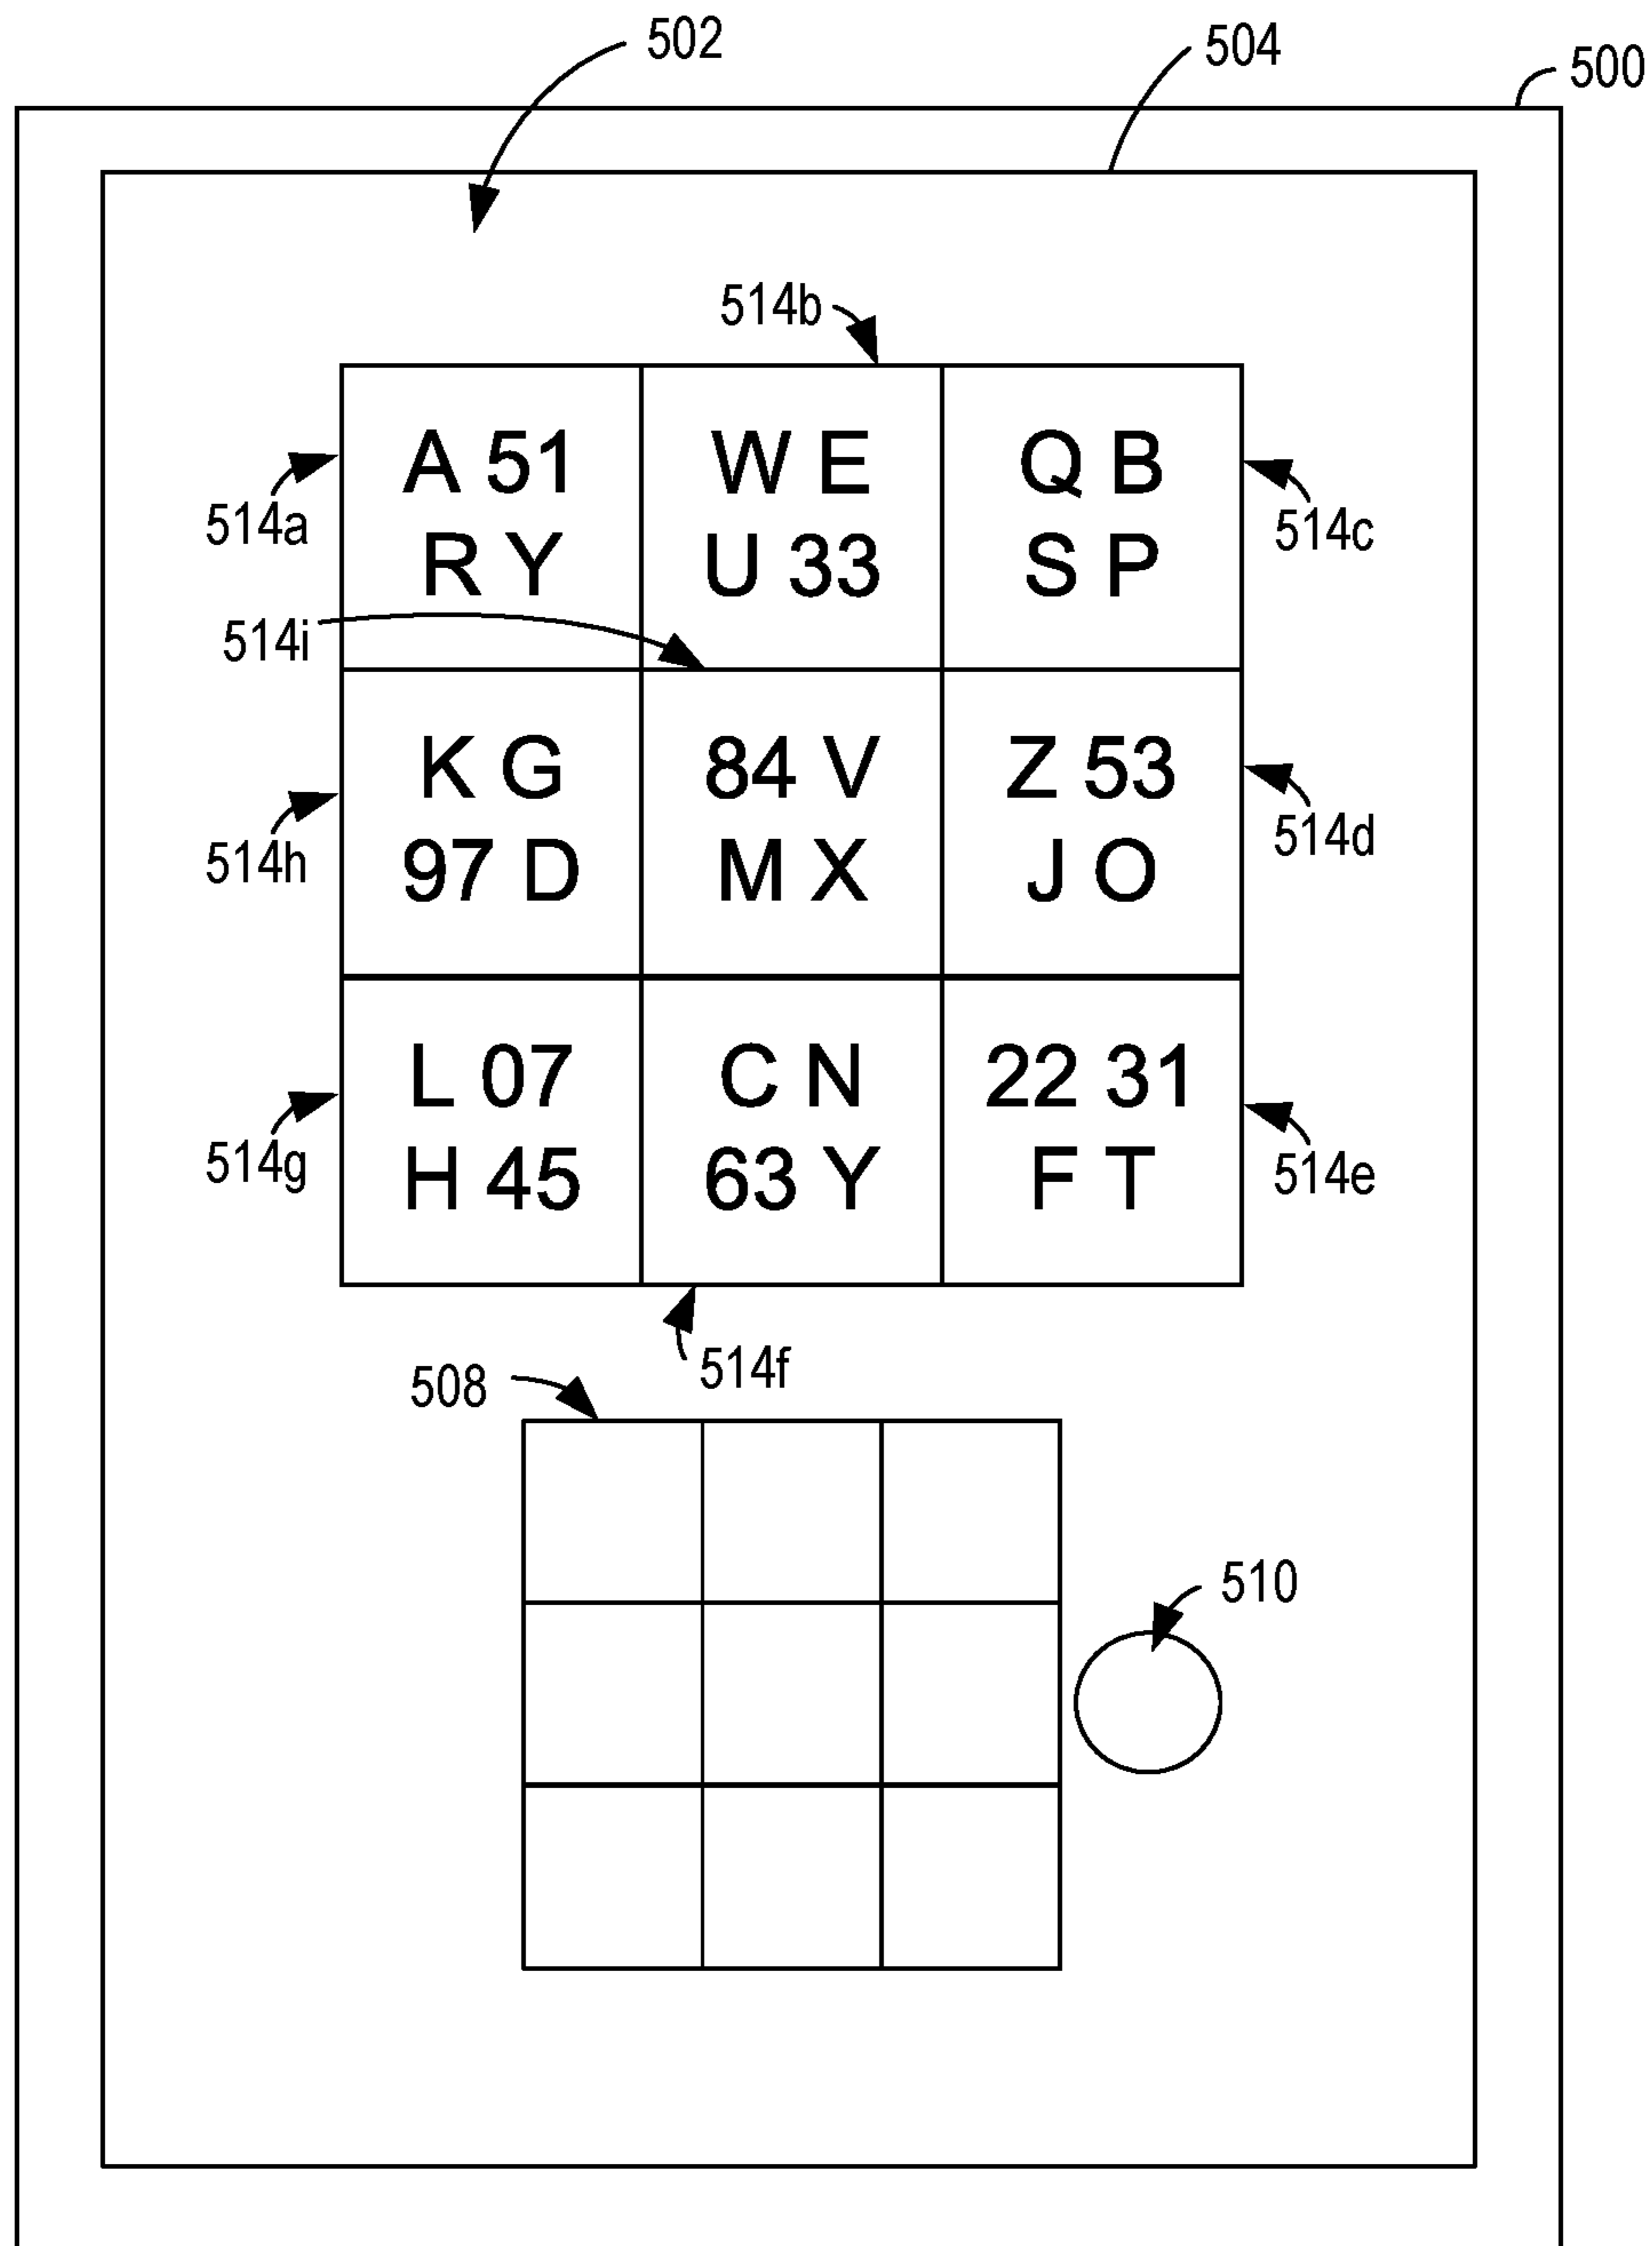 502
504
500
514b
A 51
W E
Q B
514a
514c
R Y
U 33
S P
514i
K G
84 V
Z 53
514h
514d
97 D
M X
J O
L 07
C N
22 31
514g
514e
H 45
63 Y
F T
514f
508
510